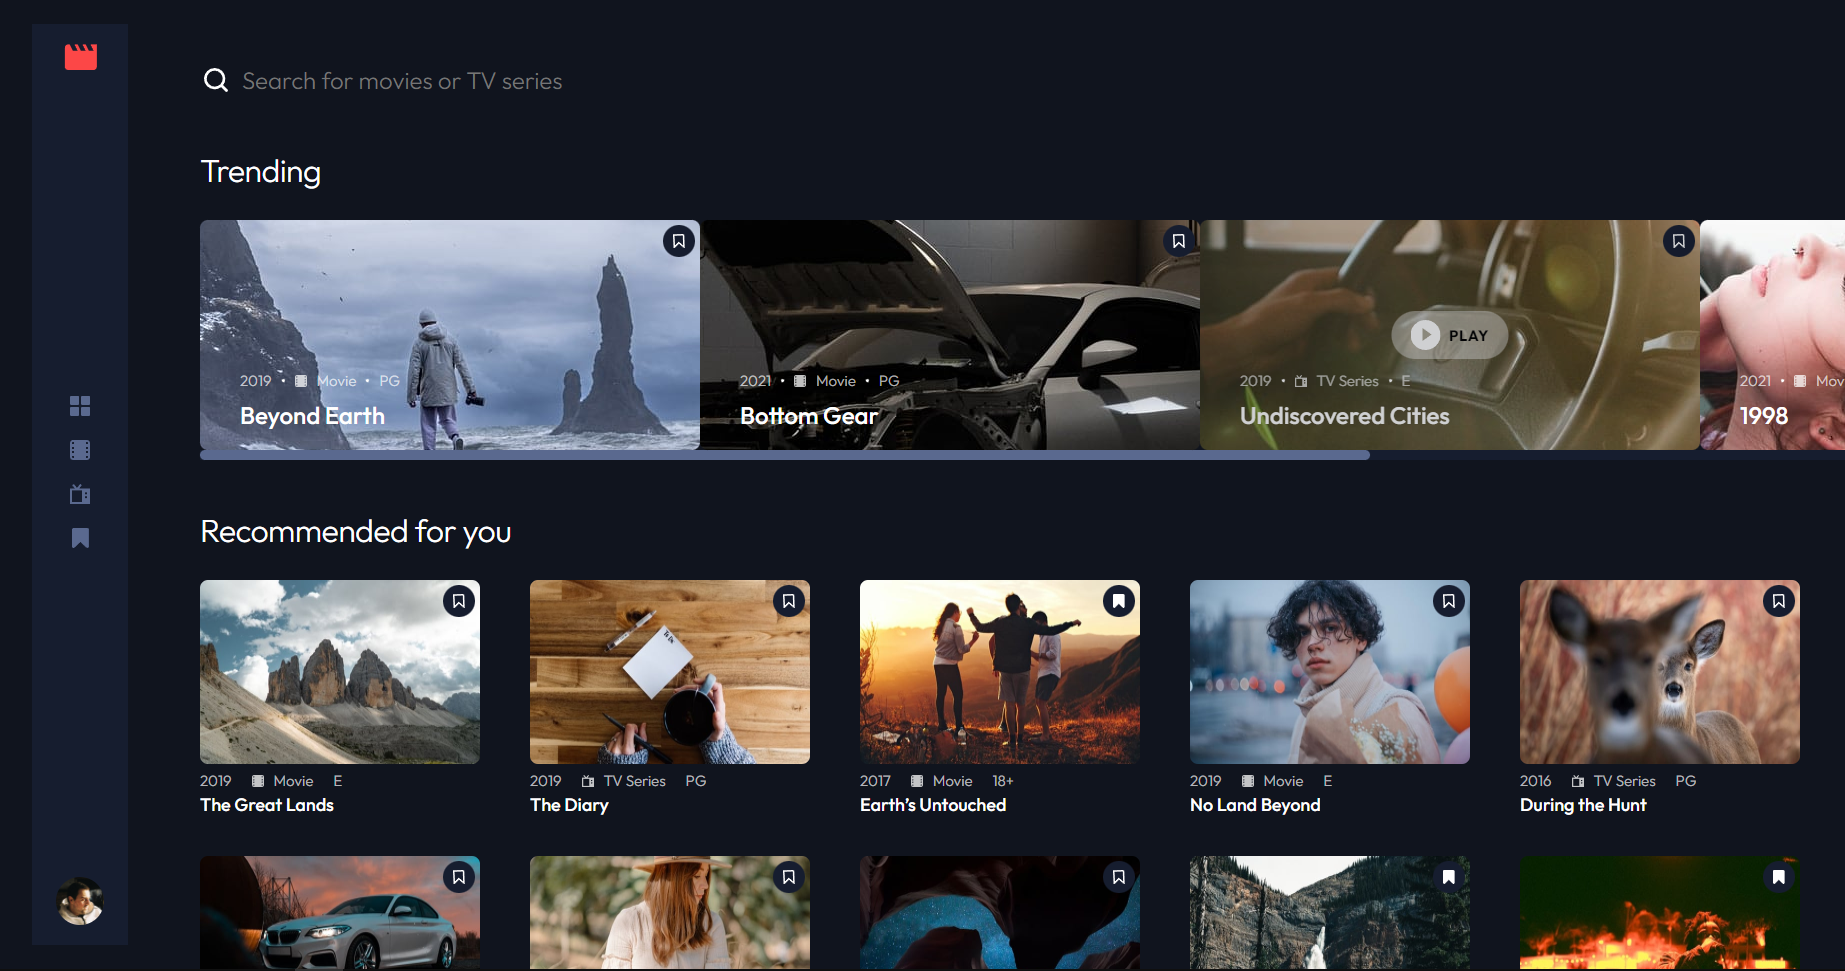 Search for movies or TV series
Trending
2019 • Movie • PG
Beyond Earth
2021 • Movie • PG
Bottom Gear
PLAY
2019 • TV Series • E
Undiscovered Cities
2021 • Mov
1998
Recommended for you
2019 Movie E
The Great Lands
2019 TV Series PG
The Diary
2017 Movie 18+
Earth’s Untouched
2019 Movie E
No Land Beyond
2016 TV Series PG
During the Hunt